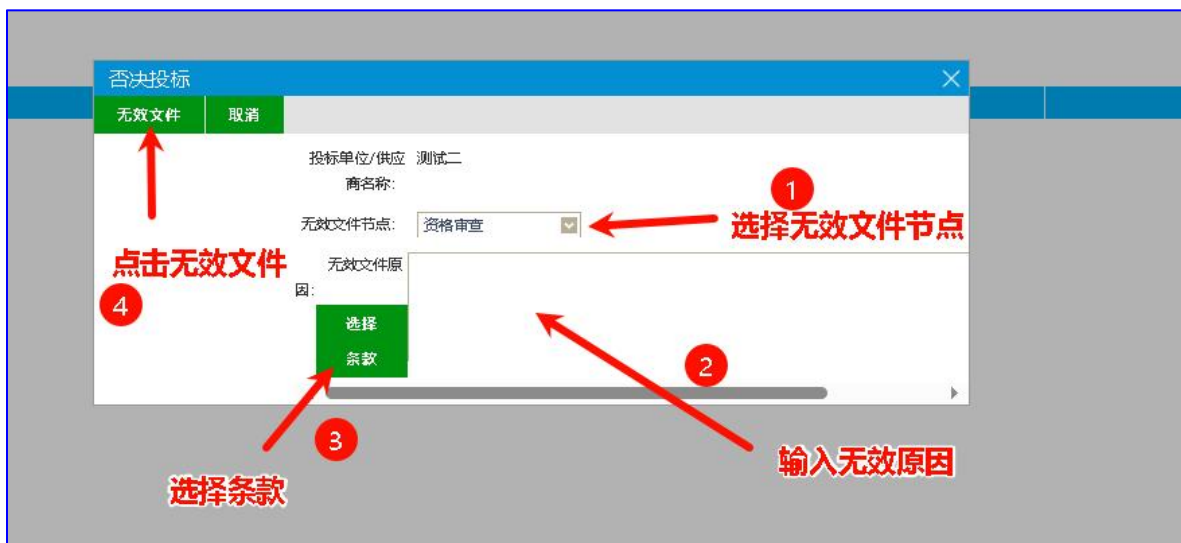 否决投标
无效文件 取消
投标单位/供应 测试二
商名称:
1
无效文件节点: 资格审查
选择无效文件节点
点击无效文件
无效文件原
因:
4
选择
条款
2
3
输入无效原因
选择条款